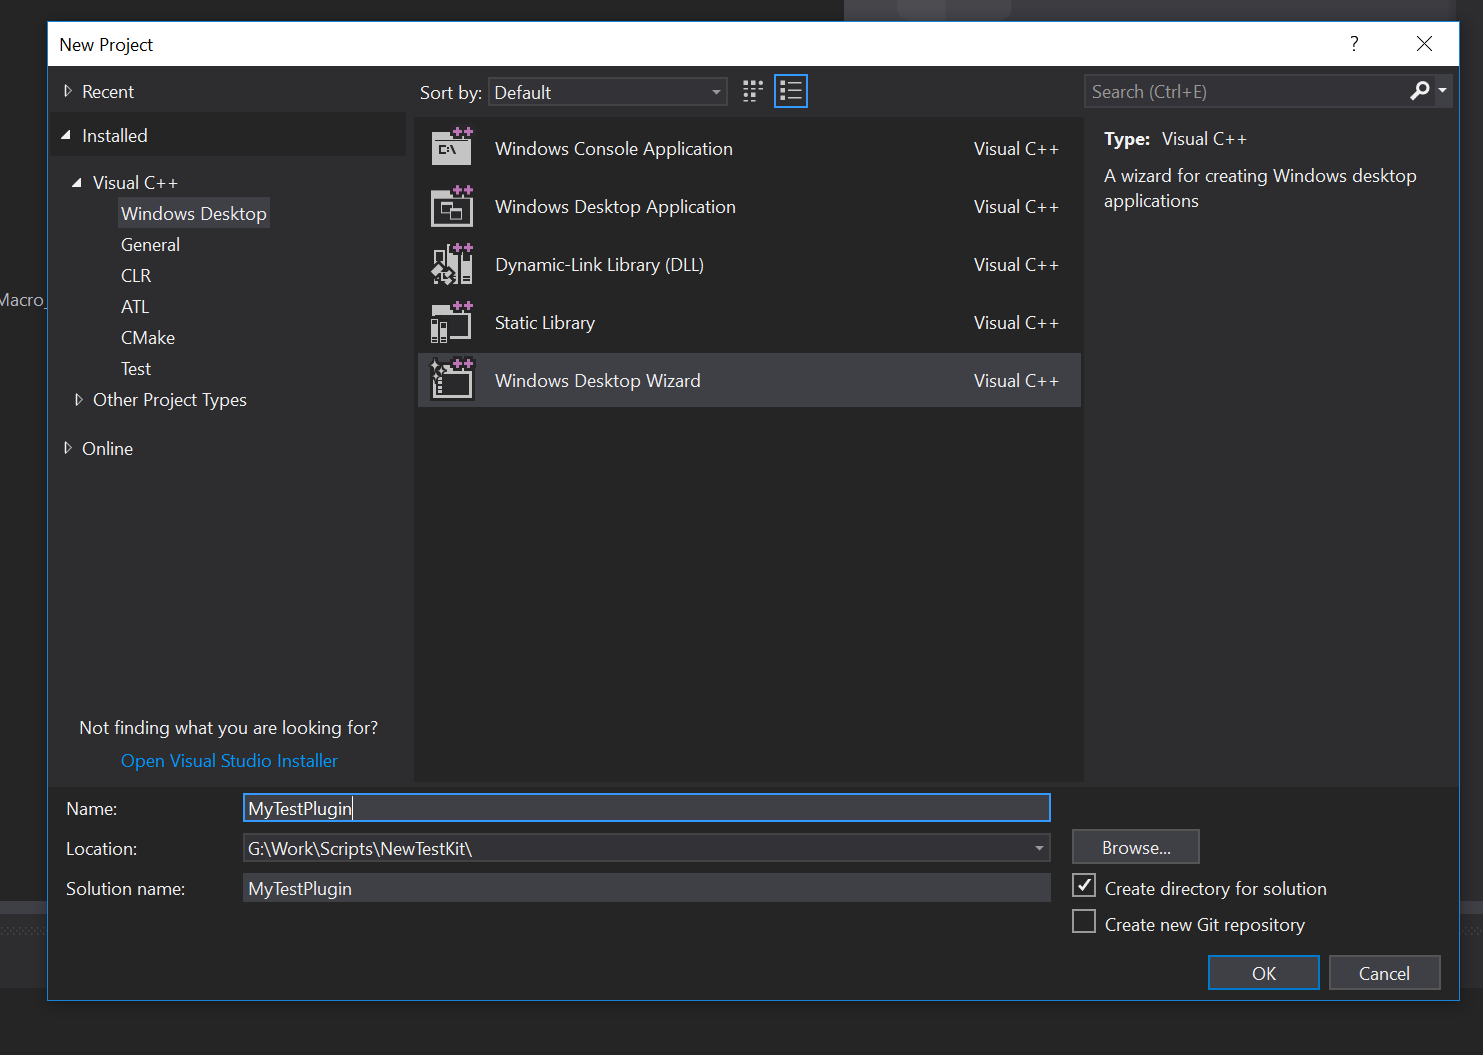 New Project
?
Recent
Sort by: Default
Search (Ctrl+E)
Installed
Visual C++
Windows Desktop
General
CLR
ATL
CMake
Test
Other Project Types
Online
Macro_
++
C:\
Windows Console Application Visual C++
++
Windows Desktop Application Visual C++
++
Dynamic-Link Library (DLL) Visual C++
++
Static Library Visual C++
++
Windows Desktop Wizard Visual C++
Type: Visual C++
A wizard for creating Windows desktop
applications
Not finding what you are looking for?
Open Visual Studio Installer
Name: MyTestPlugin
Location: G:\Work\Scripts\NewTestKit\
Browse...
Solution name: MyTestPlugin
Create directory for solution
Create new Git repository
OK
Cancel